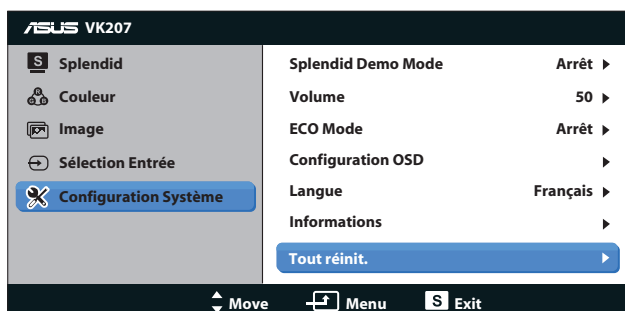 ASUS VK207
S Splendid
Couleur
Image
Sélection Entrée
Configuration Système
Splendid Demo Mode Arrêt
Volume 50
ECO Mode Arrêt
Configuration OSD
Langue Français
Informations
Tout réinit.
Move Menu S Exit